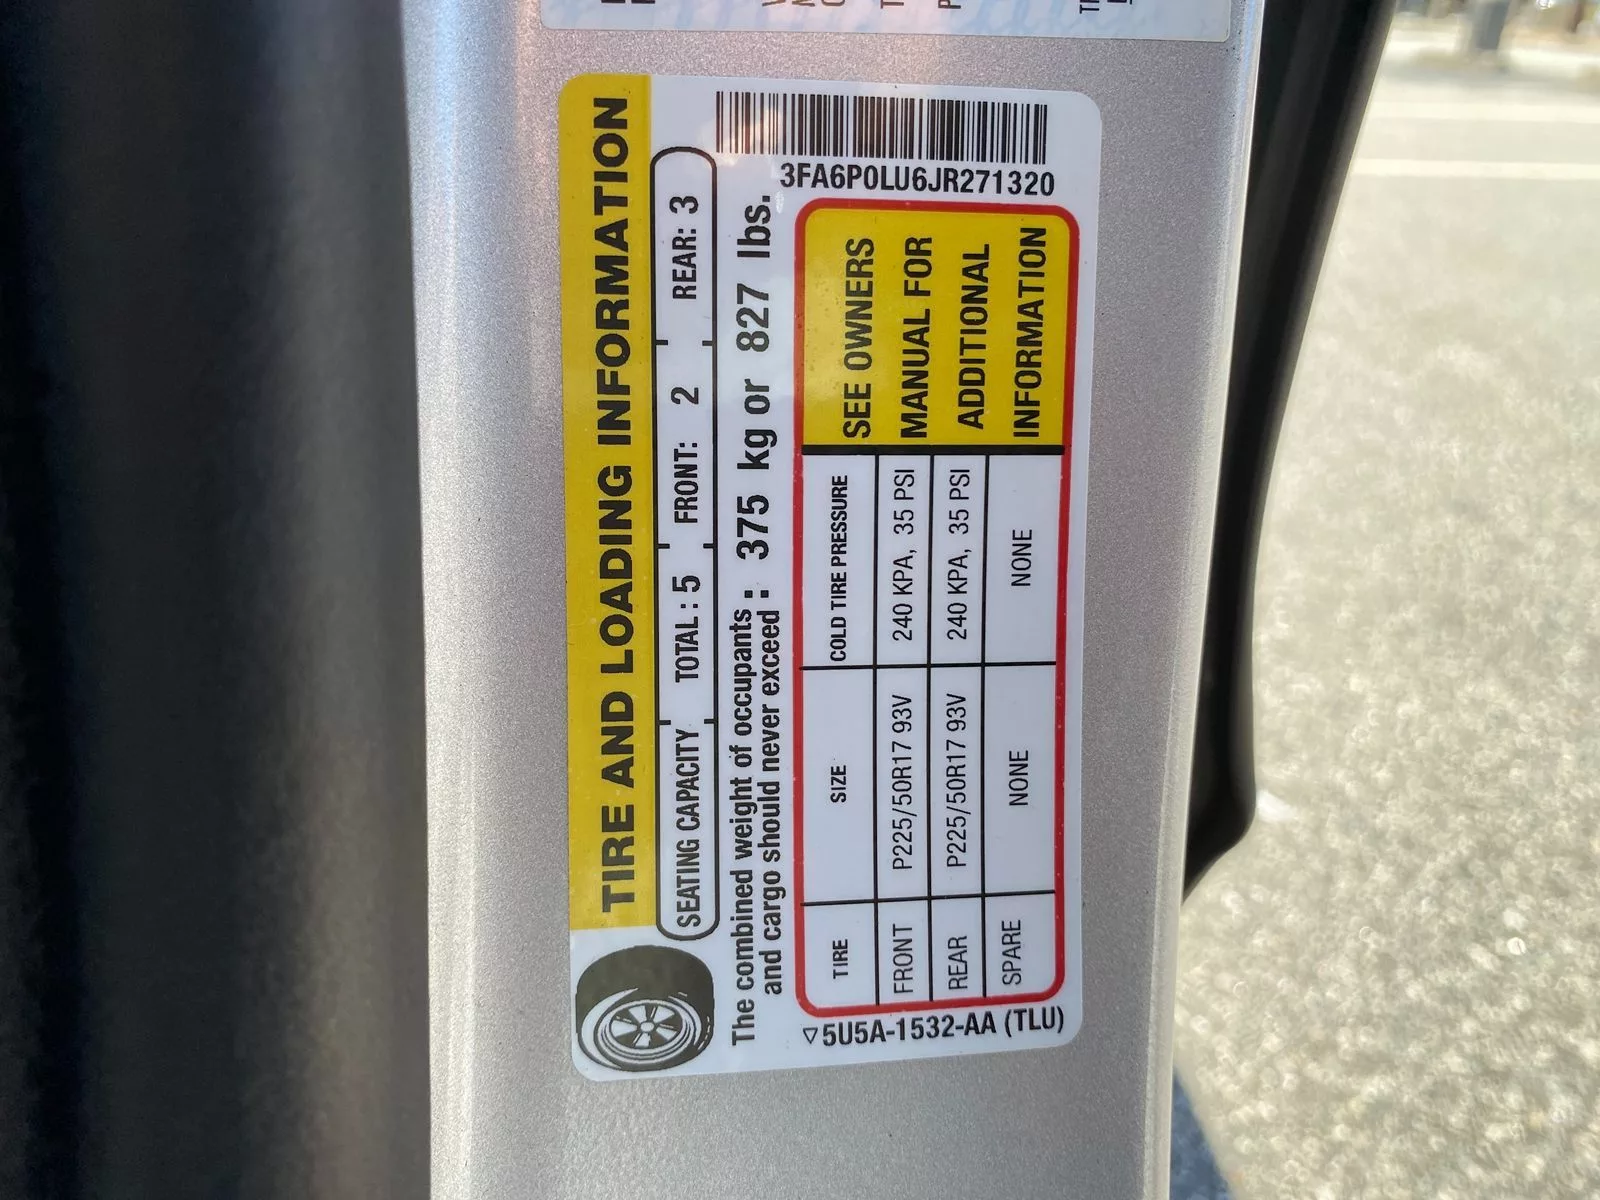 TIRE AND LOADING INFORMATION
SEATING CAPACITY TOTAL : 5 FRONT: 2 REAR: 3
The combined weight of occupants
and cargo should never exceed : 375 kg or 827 lbs.
3FA6P0LU6JR271320
TIRE SIZE COLD TIRE PRESSURE
FRONT P225/50R17 93V 240 KPA, 35 PSI
REAR P225/50R17 93V 240 KPA, 35 PSI
SPARE NONE NONE
SEE OWNERS
MANUAL FOR
ADDITIONAL
INFORMATION
5U5A-1532-AA (TLU)